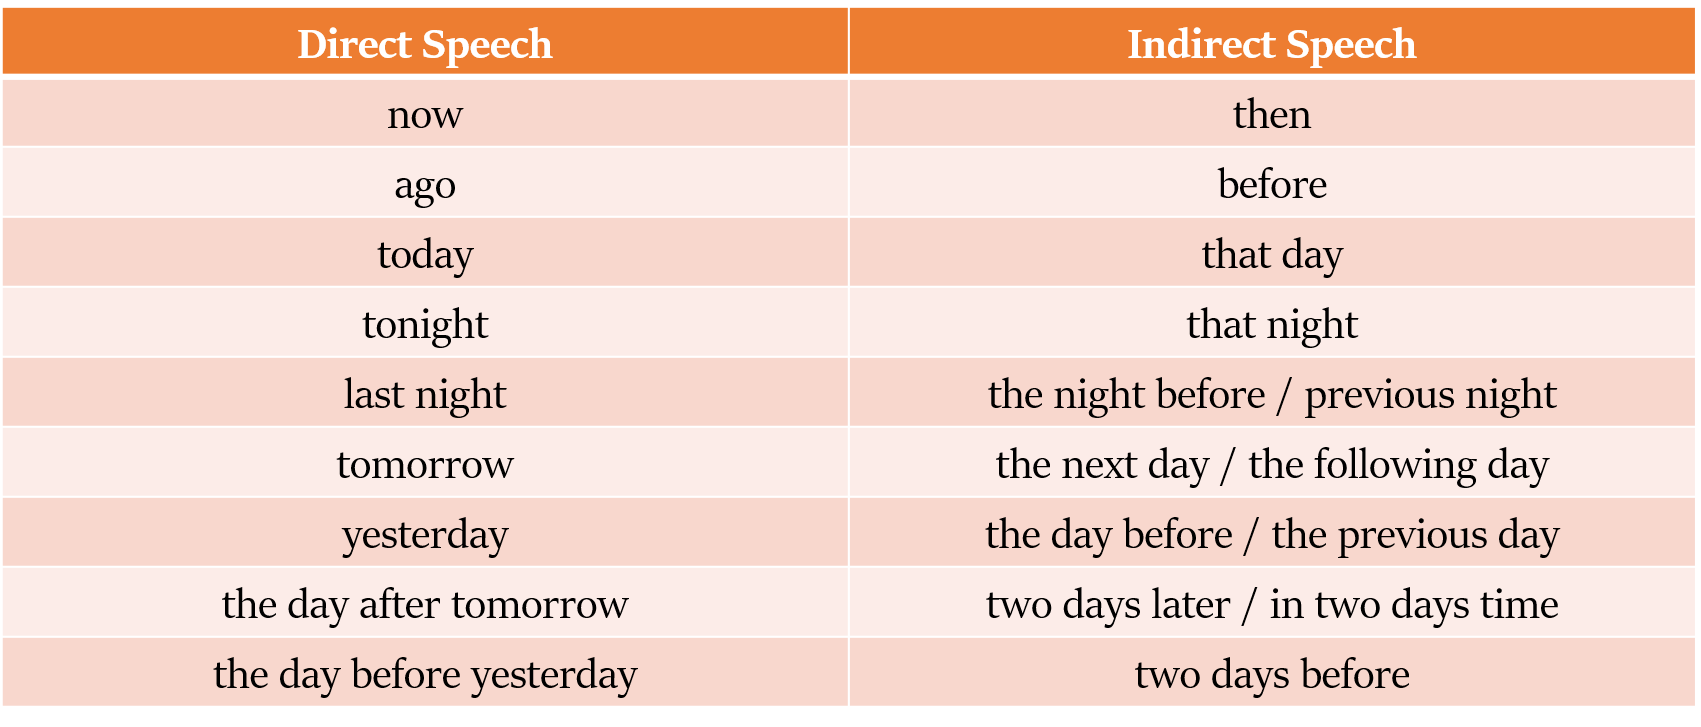 Direct Speech Indirect Speech
now then
ago before
today that day
tonight that night
last night the night before / previous night
tomorrow the next day / the following day
yesterday the day before / the previous day
the day after tomorrow two days later / in two days time
the day before yesterday two days before